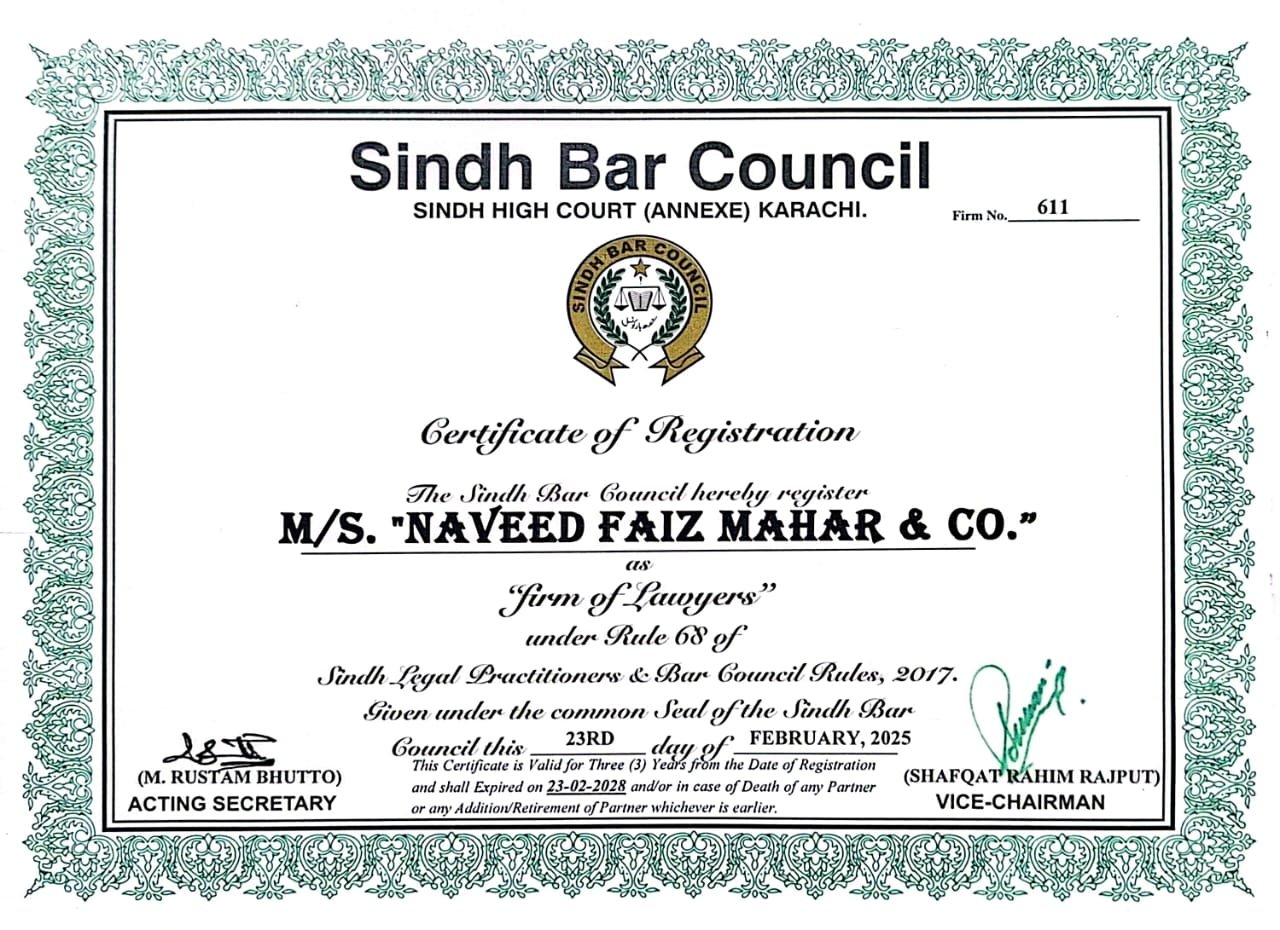 Sindh Bar Council
SINDH HIGH COURT (ANNEXE) KARACHI.
Firm No. 611
SINDH BAR COUNCIL
Certificate of Registration
The Sindh Bar Council hereby register
M/S. "NAVEED FAIZ MAHAR & CO.”
as
“firm of Lawyers”
under Rule 68 of
Sindh Legal Practitioners & Bar Council Rules, 2017.
Given under the common Seal of the Sindh Bar
Council this 23RD day of FEBRUARY, 2025
This Certificate is Valid for Three (3) Years from the Date of Registration
and shall Expired on 23-02-2028 and/or in case of Death of any Partner
or any Addition/Retirement of Partner whichever is earlier.
(M. RUSTAM BHUTTO)
ACTING SECRETARY
(SHAFQAT RAHIM RAJPUT)
VICE-CHAIRMAN